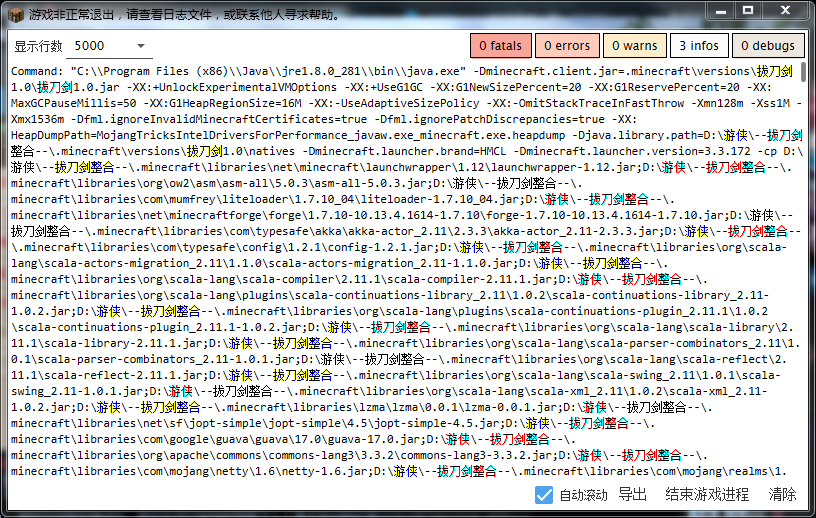 游戏非正常退出，请查看日志文件，或联系他人寻求帮助。
显示行数 5000 0 fatals 0 errors 0 warns 3 infos 0 debugs
Command: "C:\\Program Files (x86)\\Java\\jre1.8.0_281\\bin\\java.exe" -Dminecraft.client.jar=.minecraft\versions\拔刀剑
1.0\拔刀剑1.0.jar -XX:+UnlockExperimentalVMOptions -XX:+UseG1GC -XX:G1NewSizePercent=20 -XX:G1ReservePercent=20 -XX:
MaxGCPauseMillis=50 -XX:G1HeapRegionSize=16M -XX:-UseAdaptiveSizePolicy -XX:-OmitStackTraceInFastThrow -Xmn128m -Xss1M -
Xmx1536m -Dfml.ignoreInvalidMinecraftCertificates=true -Dfml.ignorePatchDiscrepancies=true -XX:
HeapDumpPath=MojangTricksIntelDriversForPerformance_javaw.exe_minecraft.exe.heapdump -Djava.library.path=D:\游侠\--拔刀剑
整合--\.minecraft\versions\拔刀剑1.0\natives -Dminecraft.launcher.brand=HMCL -Dminecraft.launcher.version=3.3.172 -cp D:
\游侠\--拔刀剑整合--\.minecraft\libraries\net\minecraft\launchwrapper\1.12\launchwrapper-1.12.jar;D:\游侠\--拔刀剑整合--\.
minecraft\libraries\org\ow2\asm\asm-all\5.0.3\asm-all-5.0.3.jar;D:\游侠\--拔刀剑整合--\.
minecraft\libraries\com\mumfrey\liteloader\1.7.10_04\liteloader-1.7.10_04.jar;D:\游侠\--拔刀剑整合--\.
minecraft\libraries\net\minecraftforge\forge\1.7.10-10.13.4.1614-1.7.10\forge-1.7.10-10.13.4.1614-1.7.10.jar;D:\游侠\--
拔刀剑整合--\.minecraft\libraries\com\typesafe\akka\akka-actor_2.11\2.3.3\akka-actor_2.11-2.3.3.jar;D:\游侠\--拔刀剑整合--
\.minecraft\libraries\com\typesafe\config\1.2.1\config-1.2.1.jar;D:\游侠\--拔刀剑整合--\.minecraft\libraries\org\scala-
lang\scala-actors-migration_2.11\1.1.0\scala-actors-migration_2.11-1.1.0.jar;D:\游侠\--拔刀剑整合--\.
minecraft\libraries\org\scala-lang\scala-compiler\2.11.1\scala-compiler-2.11.1.jar;D:\游侠\--拔刀剑整合--\.
minecraft\libraries\org\scala-lang\plugins\scala-continuations-library_2.11\1.0.2\scala-continuations-library_2.11-
1.0.2.jar;D:\游侠\--拔刀剑整合--\.minecraft\libraries\org\scala-lang\plugins\scala-continuations-plugin_2.11.1\1.0.2
\scala-continuations-plugin_2.11.1-1.0.2.jar;D:\游侠\--拔刀剑整合--\.minecraft\libraries\org\scala-lang\scala-library\2.
11.1\scala-library-2.11.1.jar;D:\游侠\--拔刀剑整合--\.minecraft\libraries\org\scala-lang\scala-parser-combinators_2.11\1.
0.1\scala-parser-combinators_2.11-1.0.1.jar;D:\游侠\--拔刀剑整合--\.minecraft\libraries\org\scala-lang\scala-reflect\2.
11.1\scala-reflect-2.11.1.jar;D:\游侠\--拔刀剑整合--\.minecraft\libraries\org\scala-lang\scala-swing_2.11\1.0.1\scala-
swing_2.11-1.0.1.jar;D:\游侠\--拔刀剑整合--\.minecraft\libraries\org\scala-lang\scala-xml_2.11\1.0.2\scala-xml_2.11-
1.0.2.jar;D:\游侠\--拔刀剑整合--\.minecraft\libraries\lzma\lzma\0.0.1\lzma-0.0.1.jar;D:\游侠\--拔刀剑整合--\.
minecraft\libraries\net\sf\jopt-simple\jopt-simple\4.5\jopt-simple-4.5.jar;D:\游侠\--拔刀剑整合--\.
minecraft\libraries\com\google\guava\guava\17.0\guava-17.0.jar;D:\游侠\--拔刀剑整合--\.
minecraft\libraries\org\apache\commons\commons-lang3\3.3.2\commons-lang3-3.3.2.jar;D:\游侠\--拔刀剑整合--\.
minecraft\libraries\com\mojang\netty\1.6\netty-1.6.jar;D:\游侠\--拔刀剑整合--\.minecraft\libraries\com\mojang\realms\1.
自动滚动 导出 结束游戏进程 清除